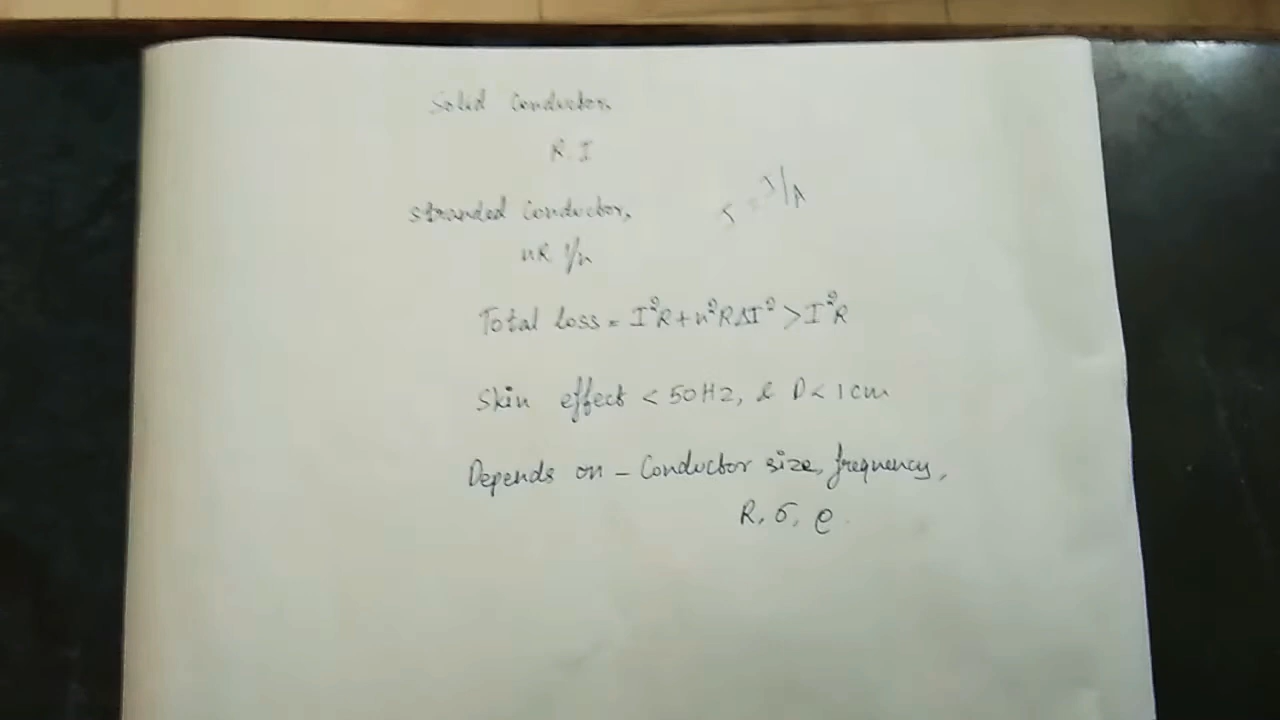 Solid Conductor,
R. I
Stranded Conductor,
nR I/n
Total loss = I²R + n²RΔI² > I²R
Skin effect < 50Hz, & D < 1cm
Depends on – Conductor size, frequency,
R, σ, ρ.